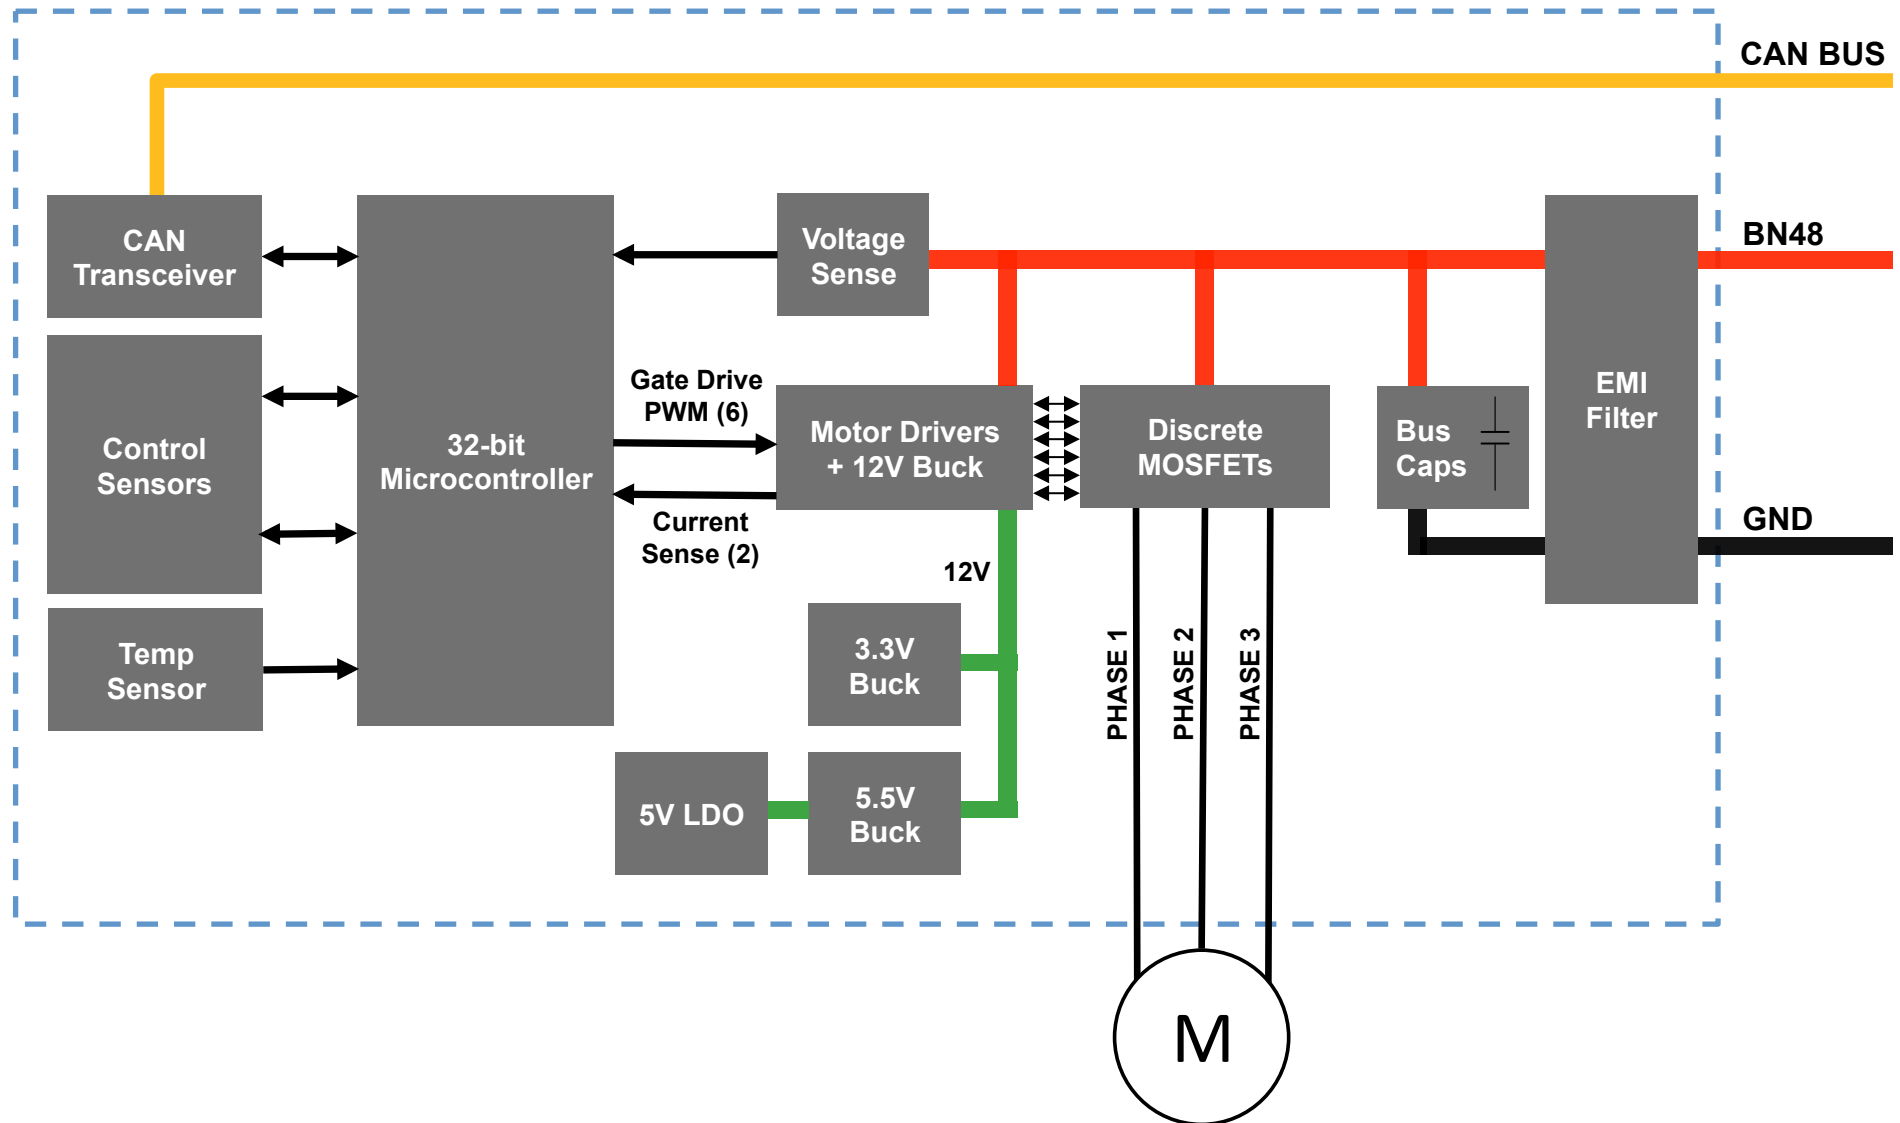 CAN BUS
CAN
Transceiver
Voltage
Sense
BN48
Gate Drive
PWM (6)
EMI
Filter
Control
Sensors
32-bit
Microcontroller
Motor Drivers
+ 12V Buck
Discrete
MOSFETs
Bus
Caps
Current
Sense (2)
GND
12V
Temp
Sensor
3.3V
Buck
PHASE 1
PHASE 2
PHASE 3
5V LDO
5.5V
Buck
M